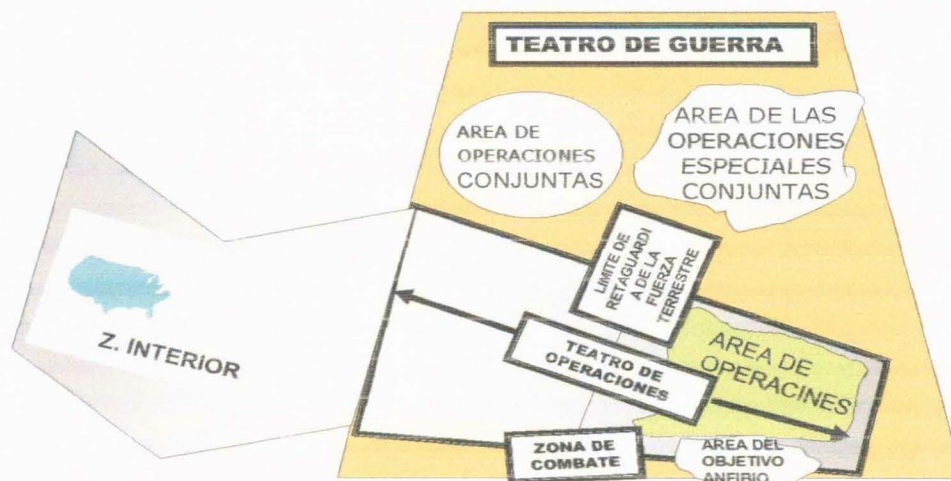 TEATRO DE GUERRA
AREA DE
OPERACIONES
CONJUNTAS
AREA DE LAS
OPERACIONES
ESPECIALES
CONJUNTAS
LIMITE DE
RETAGUARDI
A DE LA
FUERZA
TERRESTRE
Z. INTERIOR
TEATRO DE
OPERACIONES
AREA DE
OPERACINES
ZONA DE
COMBATE
AREA DEL
OBJETIVO
ANFIBIO